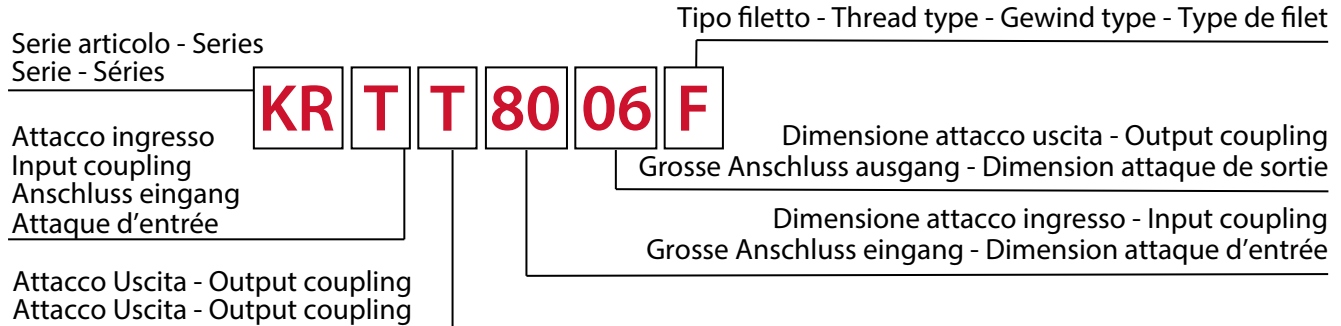 Tipo filetto - Thread type - Gewind type - Type de filet
Serie articolo - Series
Serie - Séries
KR T T 80 06 F
Attacco ingresso
Input coupling
Anschluss eingang
Attaque d'entrée
Dimensione attacco uscita - Output coupling
Grosse Anschluss ausgang - Dimension attaque de sortie
Dimensione attacco ingresso - Input coupling
Grosse Anschluss eingang - Dimension attaque d'entrée
Attacco Uscita - Output coupling
Attacco Uscita - Output coupling